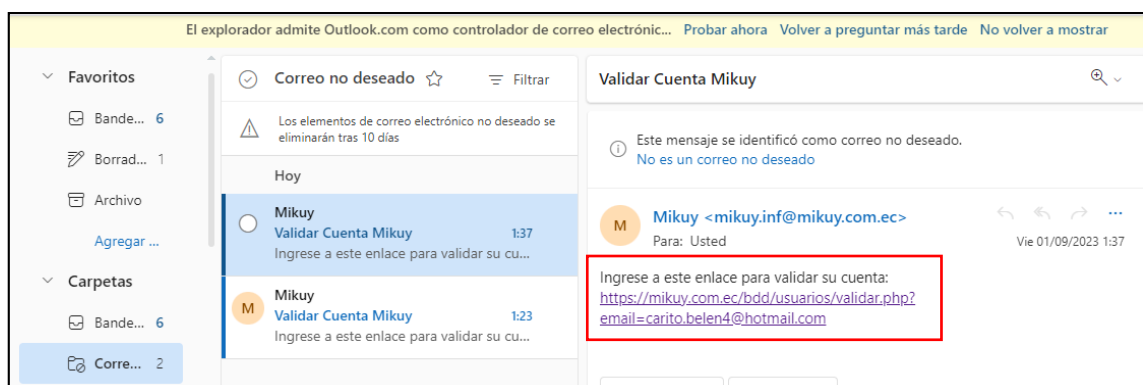 El explorador admite Outlook.com como controlador de correo electrónic... Probar ahora Volver a preguntar más tarde No volver a mostrar
Favoritos
Bande... 6
Borrad... 1
Archivo
Agregar ...
Carpetas
Bande... 6
Corre... 2
Correo no deseado
Filtrar
Los elementos de correo electrónico no deseado se
eliminarán tras 10 días
Hoy
Mikuy
Validar Cuenta Mikuy 1:37
Ingrese a este enlace para validar su cu...
M
Mikuy
Validar Cuenta Mikuy 1:23
Ingrese a este enlace para validar su cu...
Validar Cuenta Mikuy
Este mensaje se identificó como correo no deseado.
No es un correo no deseado
M
Mikuy <mikuy.inf@mikuy.com.ec>
Para: Usted
Vie 01/09/2023 1:37
Ingrese a este enlace para validar su cuenta:
https://mikuy.com.ec/bdd/usuarios/validar.php?
email=carito.belen4@hotmail.com